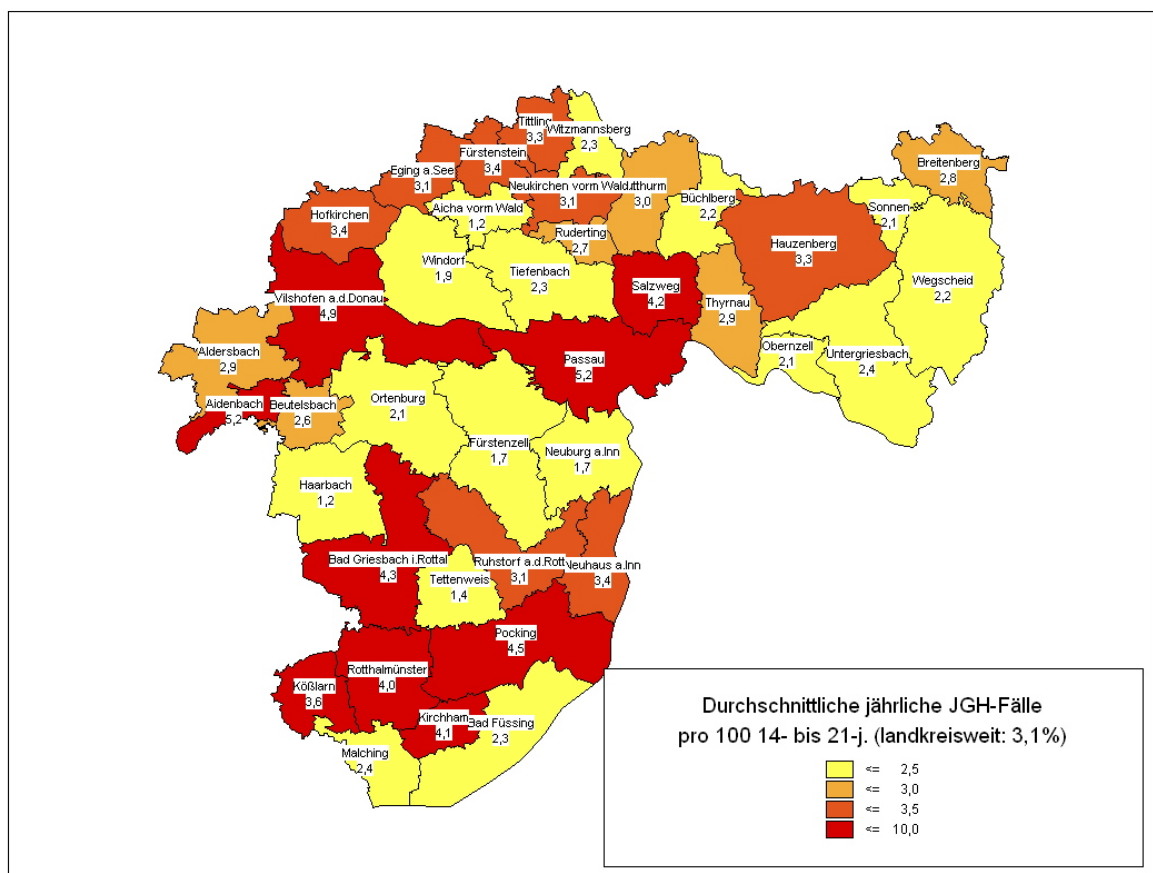 Tittling
3,3
Witzmannsberg
2,3
Fürstenstein
3,4
Eging a.See
3,1
Neukirchen vorm Wald
3,1
utthurm
3,0
Breitenberg
2,8
Büchlberg
2,2
Sonnen
2,1
Hofkirchen
3,4
Aicha vorm Wald
1,2
Ruderting
2,7
Hauzenberg
3,3
Windorf
1,9
Tiefenbach
2,3
Salzweg
4,2
Wegscheid
2,2
Vilshofen a.d.Donau
4,9
Thyrnau
2,9
Aldersbach
2,9
Passau
5,2
Obernzell
2,1
Untergriesbach
2,4
Aidenbach
5,2
Beutelsbach
2,6
Ortenburg
2,1
Fürstenzell
1,7
Neuburg a.Inn
1,7
Haarbach
1,2
Bad Griesbach i.Rottal
4,3
Tettenweis
1,4
Ruhstorf a.d.Rott
3,1
Neuhaus a.Inn
3,4
Pocking
4,5
Rotthalmünster
4,0
Kößlarn
3,6
Kirchham
4,1
Bad Füssing
2,3
Malching
2,4
Durchschnittliche jährliche JGH-Fälle
pro 100 14- bis 21-j. (landkreisweit: 3,1%)
<= 2,5
<= 3,0
<= 3,5
<= 10,0